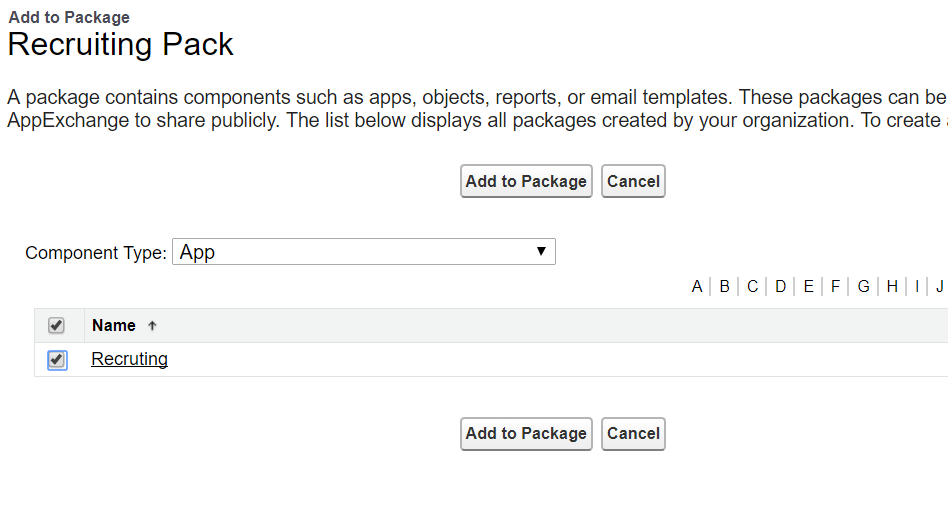 Add to Package
Recruiting Pack
A package contains components such as apps, objects, reports, or email templates. These packages can be
AppExchange to share publicly. The list below displays all packages created by your organization. To create
Add to Package Cancel
Component Type: App
A | B | C | D | E | F | G | H | I | J
Name
Recruting
Add to Package Cancel